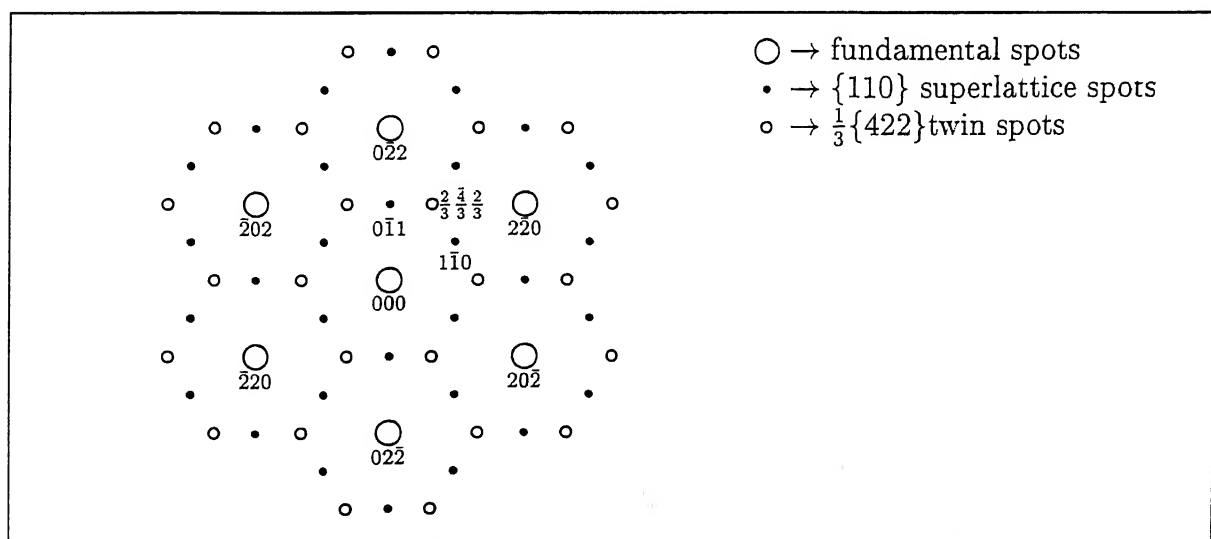 → fundamental spots
→ {110} superlattice spots
→ 1/3{422}twin spots
02̄2
2̄02
01̄1
2/3 4̄/3 2/3
22̄0
11̄0
000
2̄20
202̄
022̄